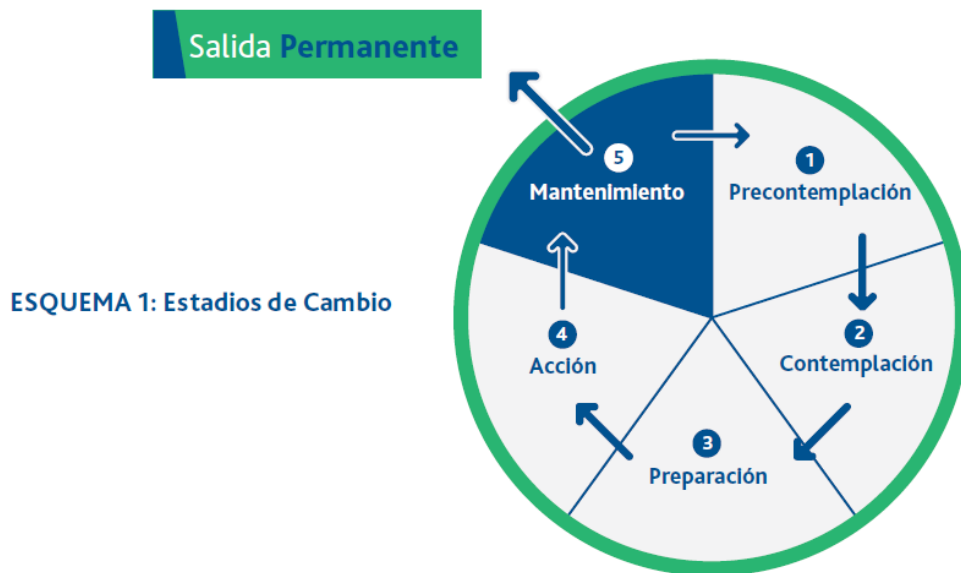 Salida Permanente
ESQUEMA 1: Estadios de Cambio
1
Precontemplación
2
Contemplación
3
Preparación
4
Acción
5
Mantenimiento